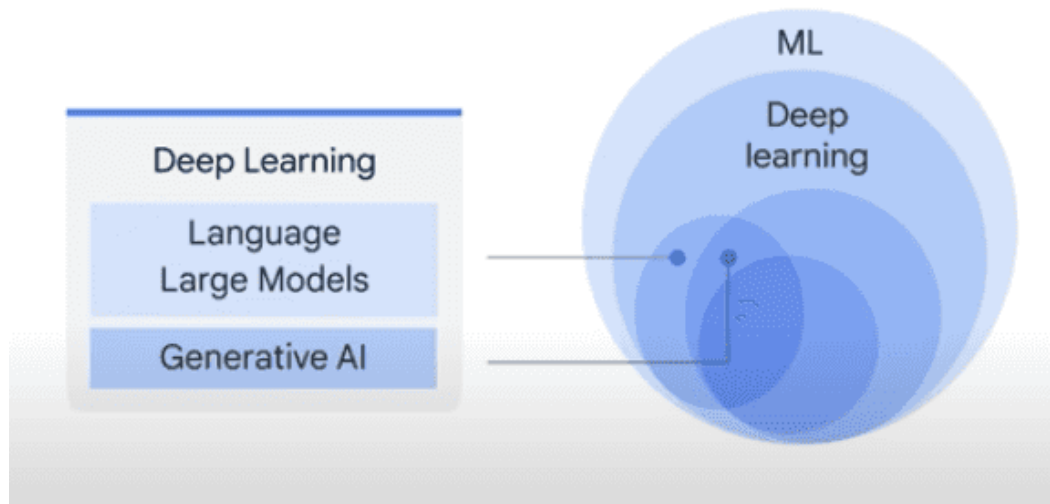 ML
Deep
learning
Deep Learning
Language
Large Models
Generative AI